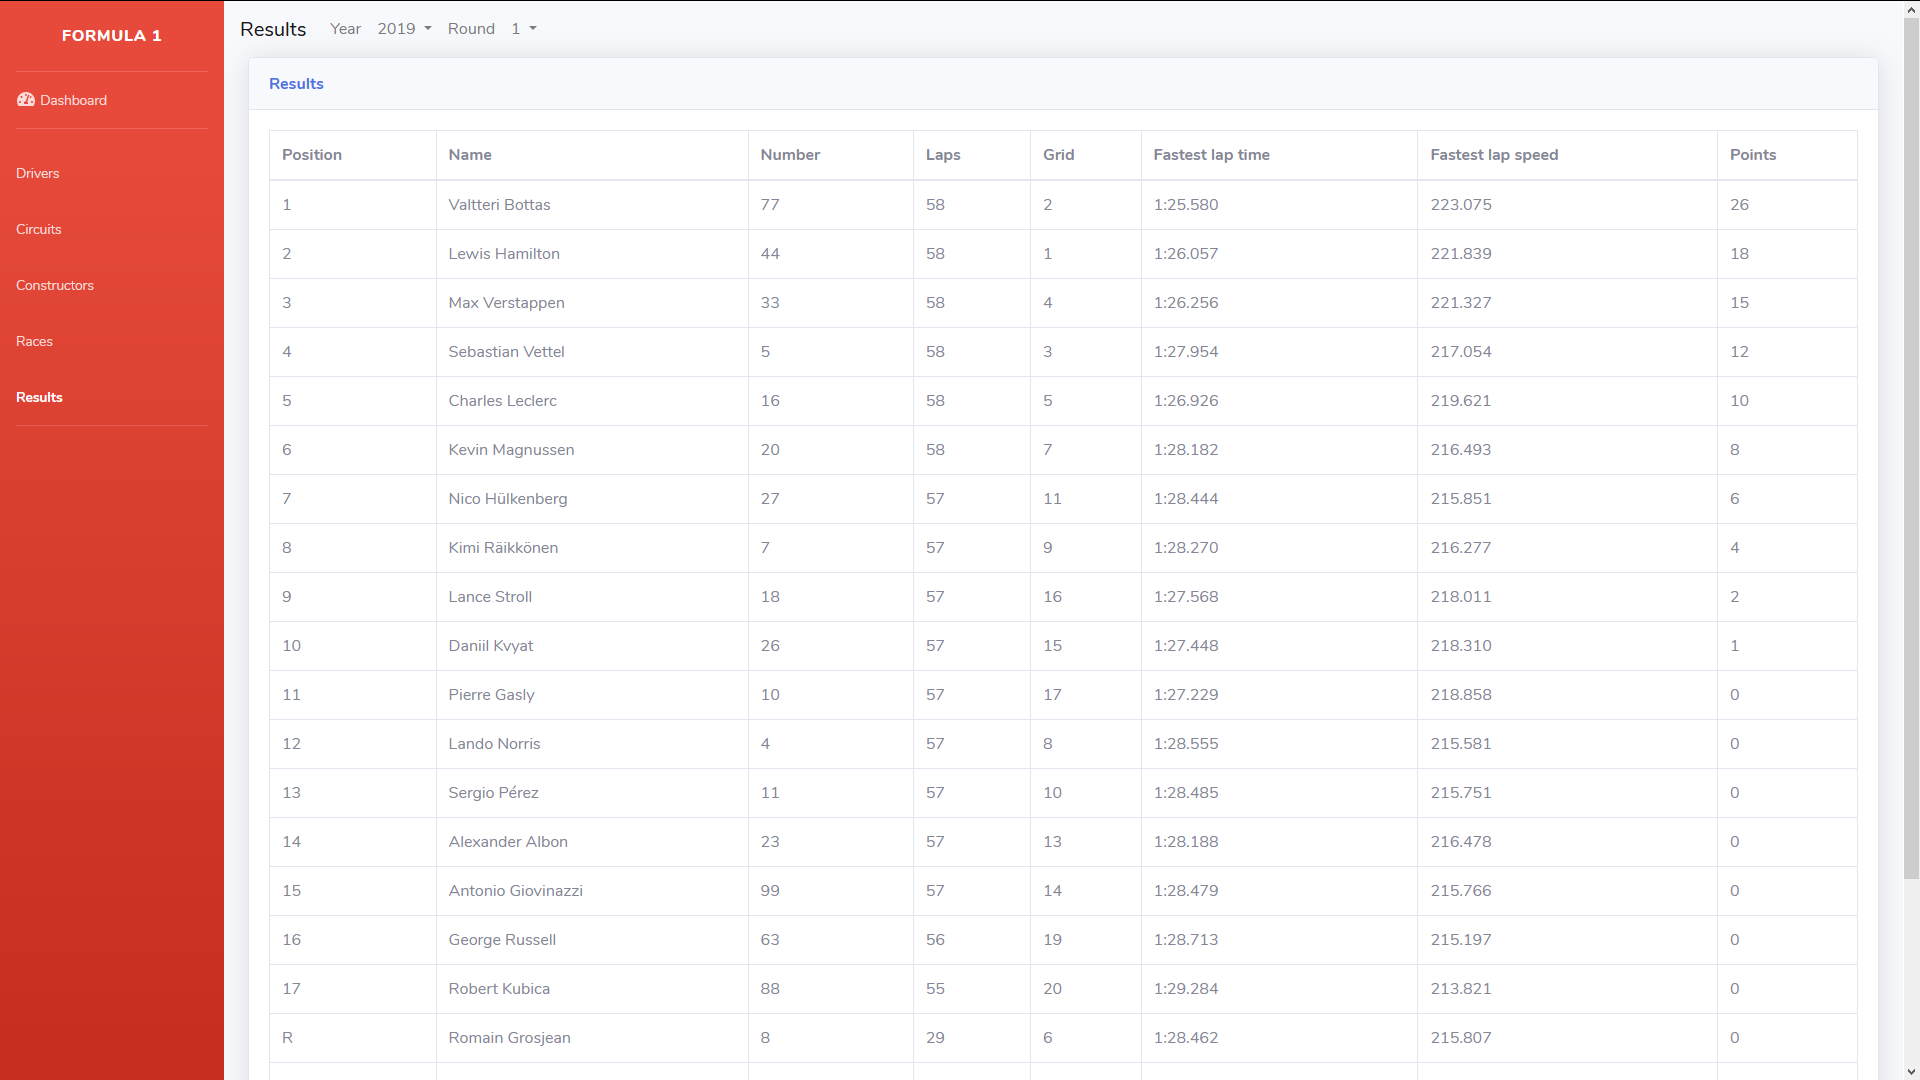 FORMULA 1
Dashboard
Drivers
Circuits
Constructors
Races
Results
Results Year 2019 Round 1
Results
Position Name Number Laps Grid Fastest lap time Fastest lap speed Points
1 Valtteri Bottas 77 58 2 1:25.580 223.075 26
2 Lewis Hamilton 44 58 1 1:26.057 221.839 18
3 Max Verstappen 33 58 4 1:26.256 221.327 15
4 Sebastian Vettel 5 58 3 1:27.954 217.054 12
5 Charles Leclerc 16 58 5 1:26.926 219.621 10
6 Kevin Magnussen 20 58 7 1:28.182 216.493 8
7 Nico Hülkenberg 27 57 11 1:28.444 215.851 6
8 Kimi Räikkönen 7 57 9 1:28.270 216.277 4
9 Lance Stroll 18 57 16 1:27.568 218.011 2
10 Daniil Kvyat 26 57 15 1:27.448 218.310 1
11 Pierre Gasly 10 57 17 1:27.229 218.858 0
12 Lando Norris 4 57 8 1:28.555 215.581 0
13 Sergio Pérez 11 57 10 1:28.485 215.751 0
14 Alexander Albon 23 57 13 1:28.188 216.478 0
15 Antonio Giovinazzi 99 57 14 1:28.479 215.766 0
16 George Russell 63 56 19 1:28.713 215.197 0
17 Robert Kubica 88 55 20 1:29.284 213.821 0
R Romain Grosjean 8 29 6 1:28.462 215.807 0